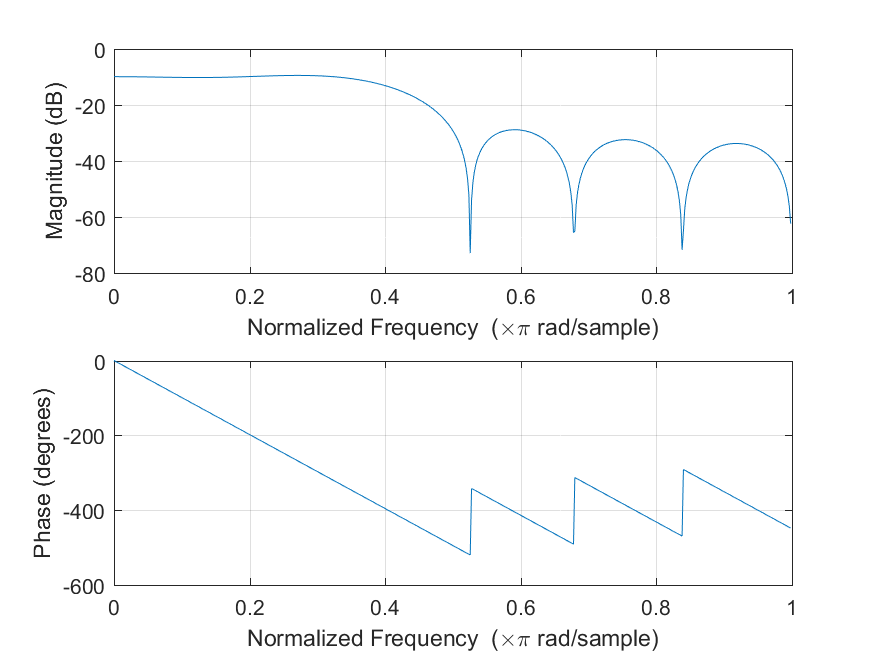 0
-20
-40
-60
-80
Magnitude (dB)
0 0.2 0.4 0.6 0.8 1
Normalized Frequency (×π rad/sample)
0
-200
-400
-600
Phase (degrees)
0 0.2 0.4 0.6 0.8 1
Normalized Frequency (×π rad/sample)